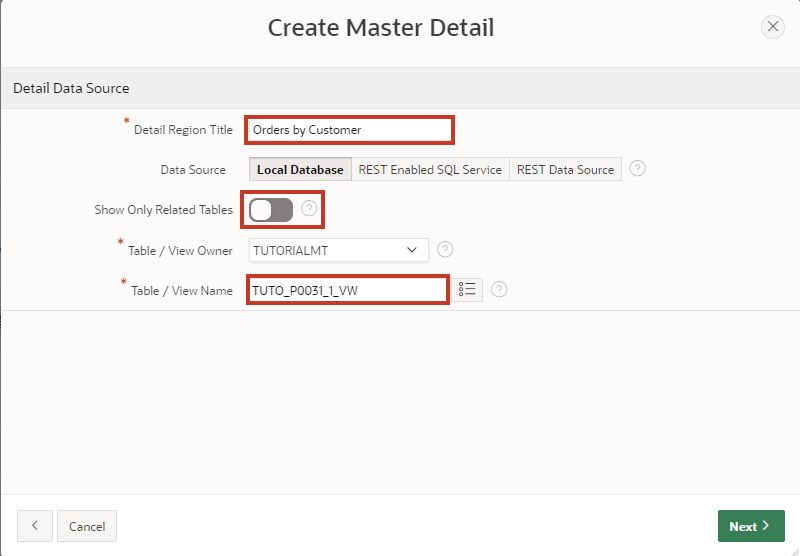 Create Master Detail
Detail Data Source
* Detail Region Title Orders by Customer
Data Source Local Database REST Enabled SQL Service REST Data Source ?
Show Only Related Tables ?
* Table / View Owner TUTORIALMT ?
* Table / View Name TUTO_P0031_1_VW ?
Cancel Next